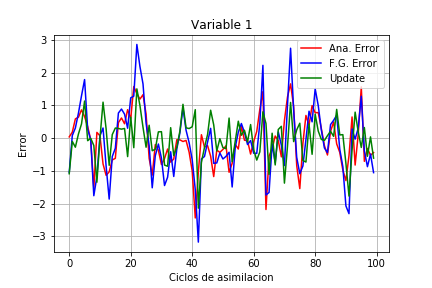 Variable 1
Ana. Error
F.G. Error
Update
Error
3
2
1
0
−1
−2
−3
0
20
40
60
80
100
Ciclos de asimilacion